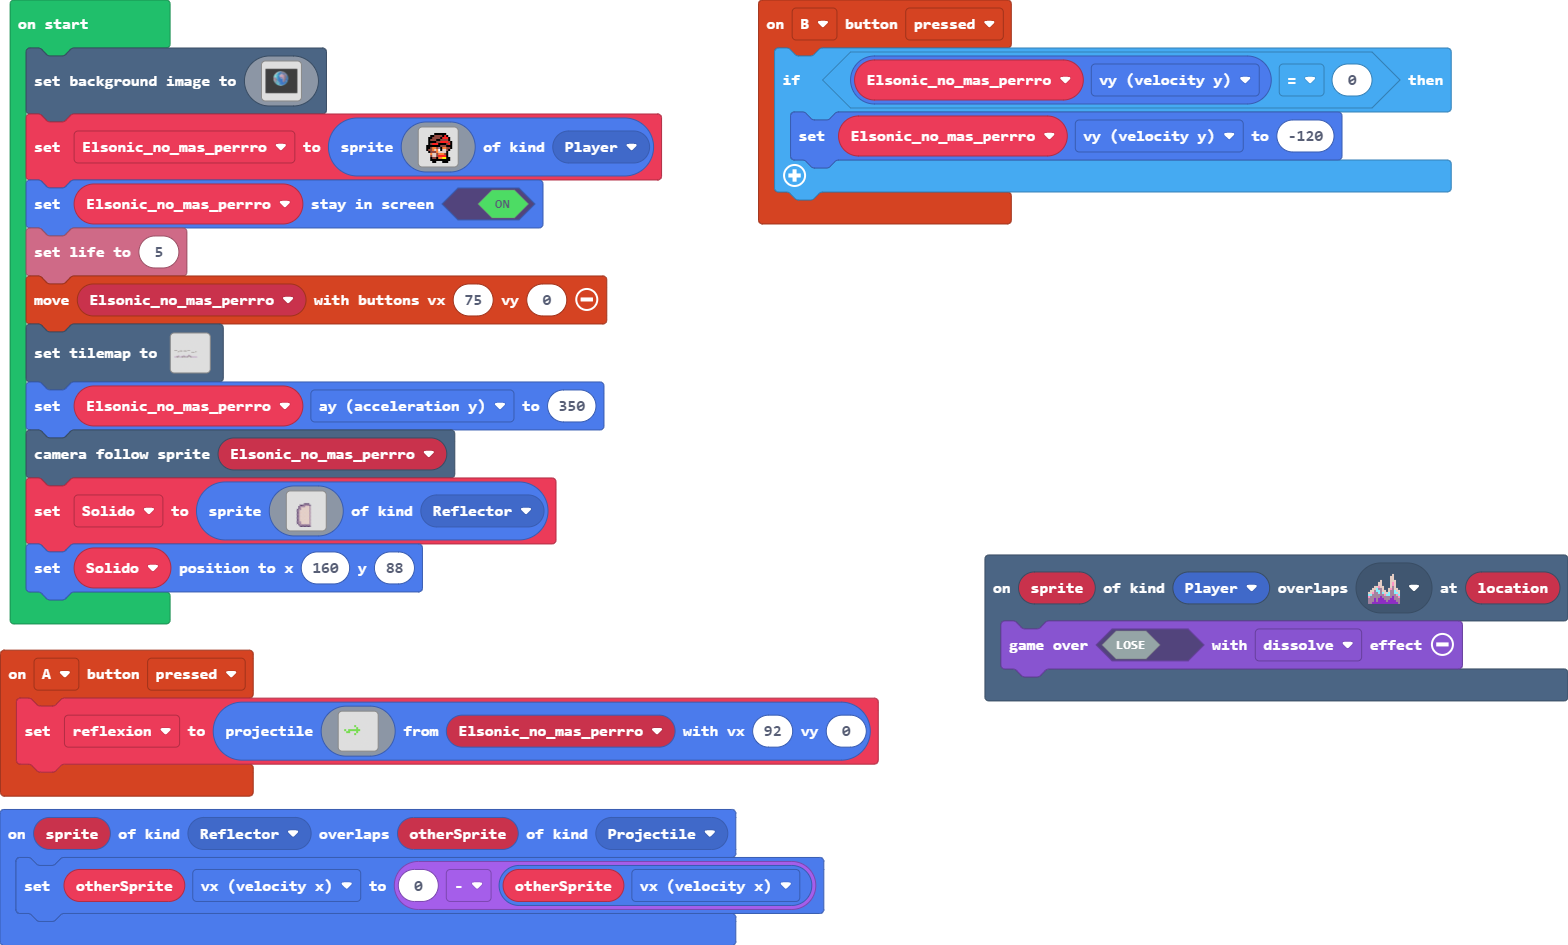 on start
set background image to
set Elsonic_no_mas_perrro to sprite of kind Player
set Elsonic_no_mas_perrro stay in screen ON
set life to 5
move Elsonic_no_mas_perrro with buttons vx 75 vy 0
set tilemap to
set Elsonic_no_mas_perrro ay (acceleration y) to 350
camera follow sprite Elsonic_no_mas_perrro
set Solido to sprite of kind Reflector
set Solido position to x 160 y 88
on A button pressed
set reflexion to projectile from Elsonic_no_mas_perrro with vx 92 vy 0
on sprite of kind Reflector overlaps otherSprite of kind Projectile
set otherSprite vx (velocity x) to 0 - otherSprite vx (velocity x)
on B button pressed
if Elsonic_no_mas_perrro vy (velocity y) = 0 then
set Elsonic_no_mas_perrro vy (velocity y) to -120
on sprite of kind Player overlaps at location
game over LOSE with dissolve effect